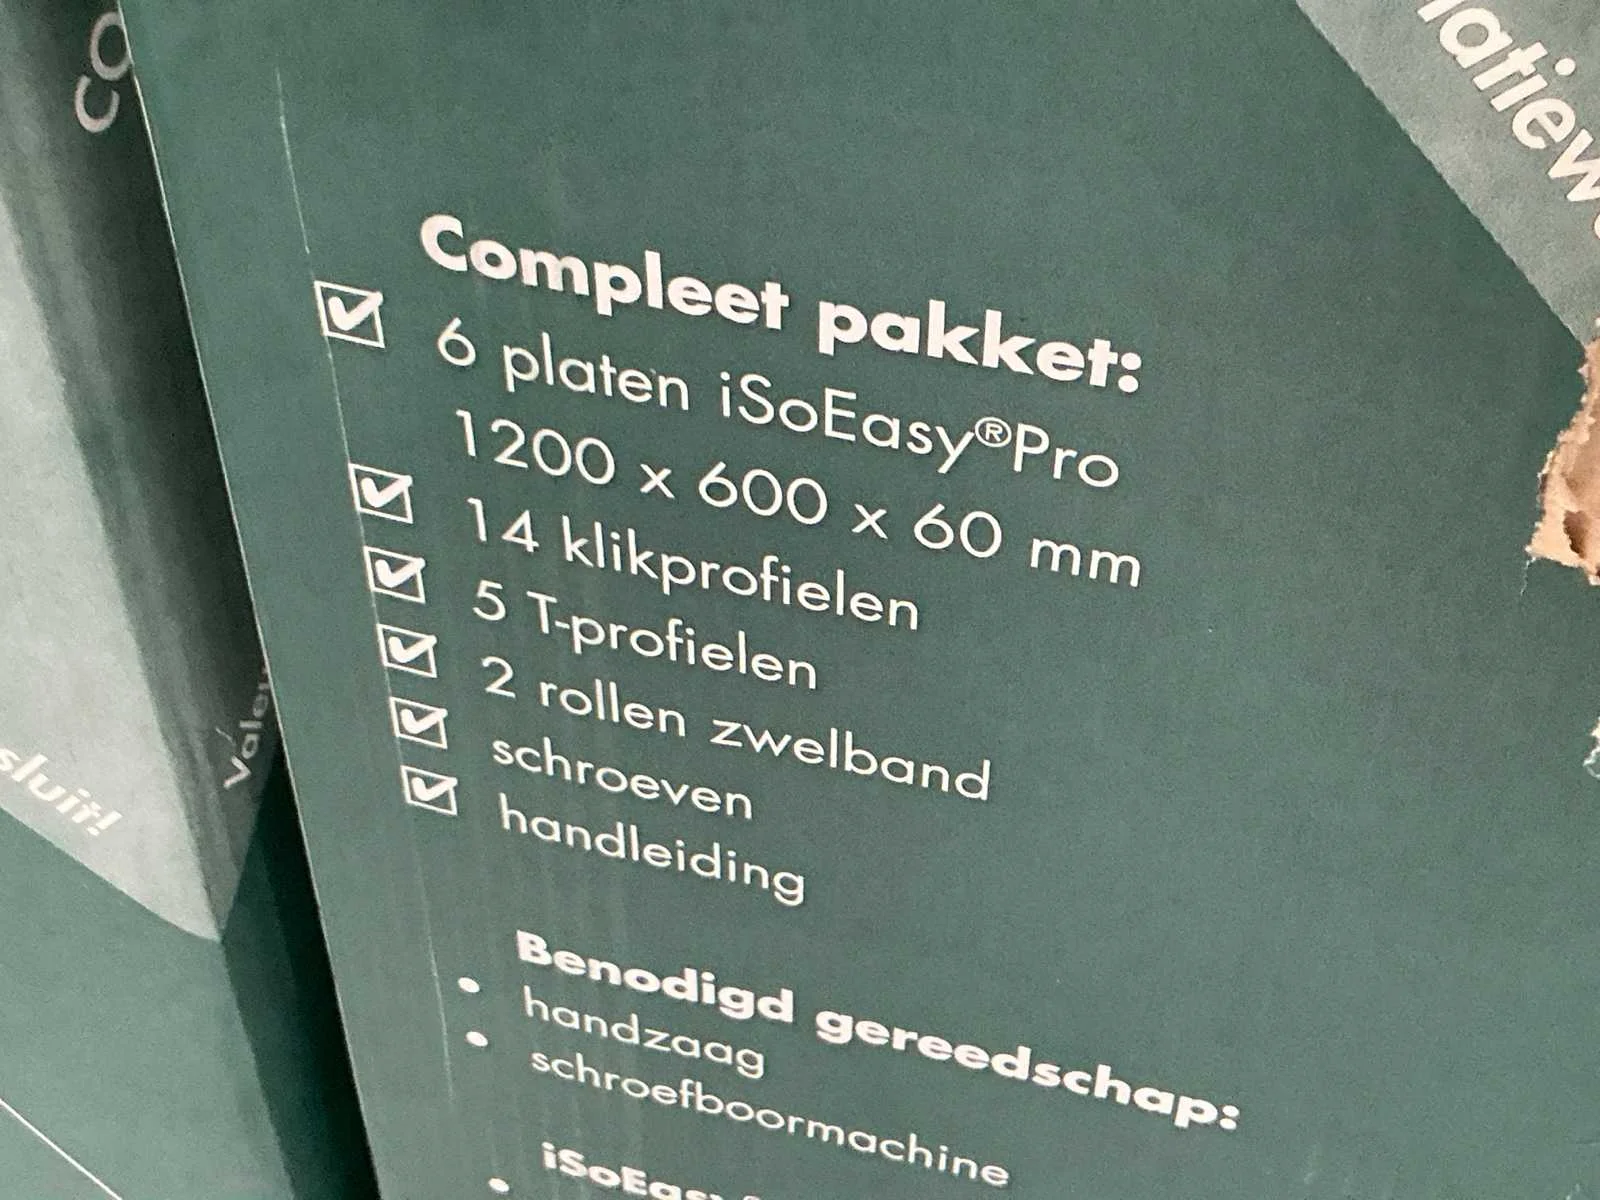 Compleet pakket:
6 platen iSoEasy®Pro
1200 x 600 x 60 mm
14 klikprofielen
5 T-profielen
2 rollen zwelband
schroeven
handleiding
Benodigd gereedschap:
handzaag
schroefboormachine
sluit!